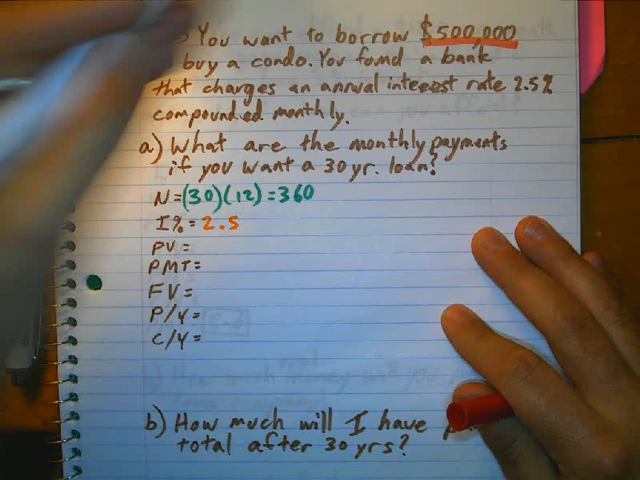 You want to borrow $500,000
buy a condo. You found a bank
that charges an annual interest rate 2.5%
compounded monthly.
a) What are the monthly payments
if you want a 30 yr. loan?
N = (30)(12) = 360
I% = 2.5
PV =
PMT =
FV =
P/Y =
C/Y =
b) How much will I have
total after 30 yrs?